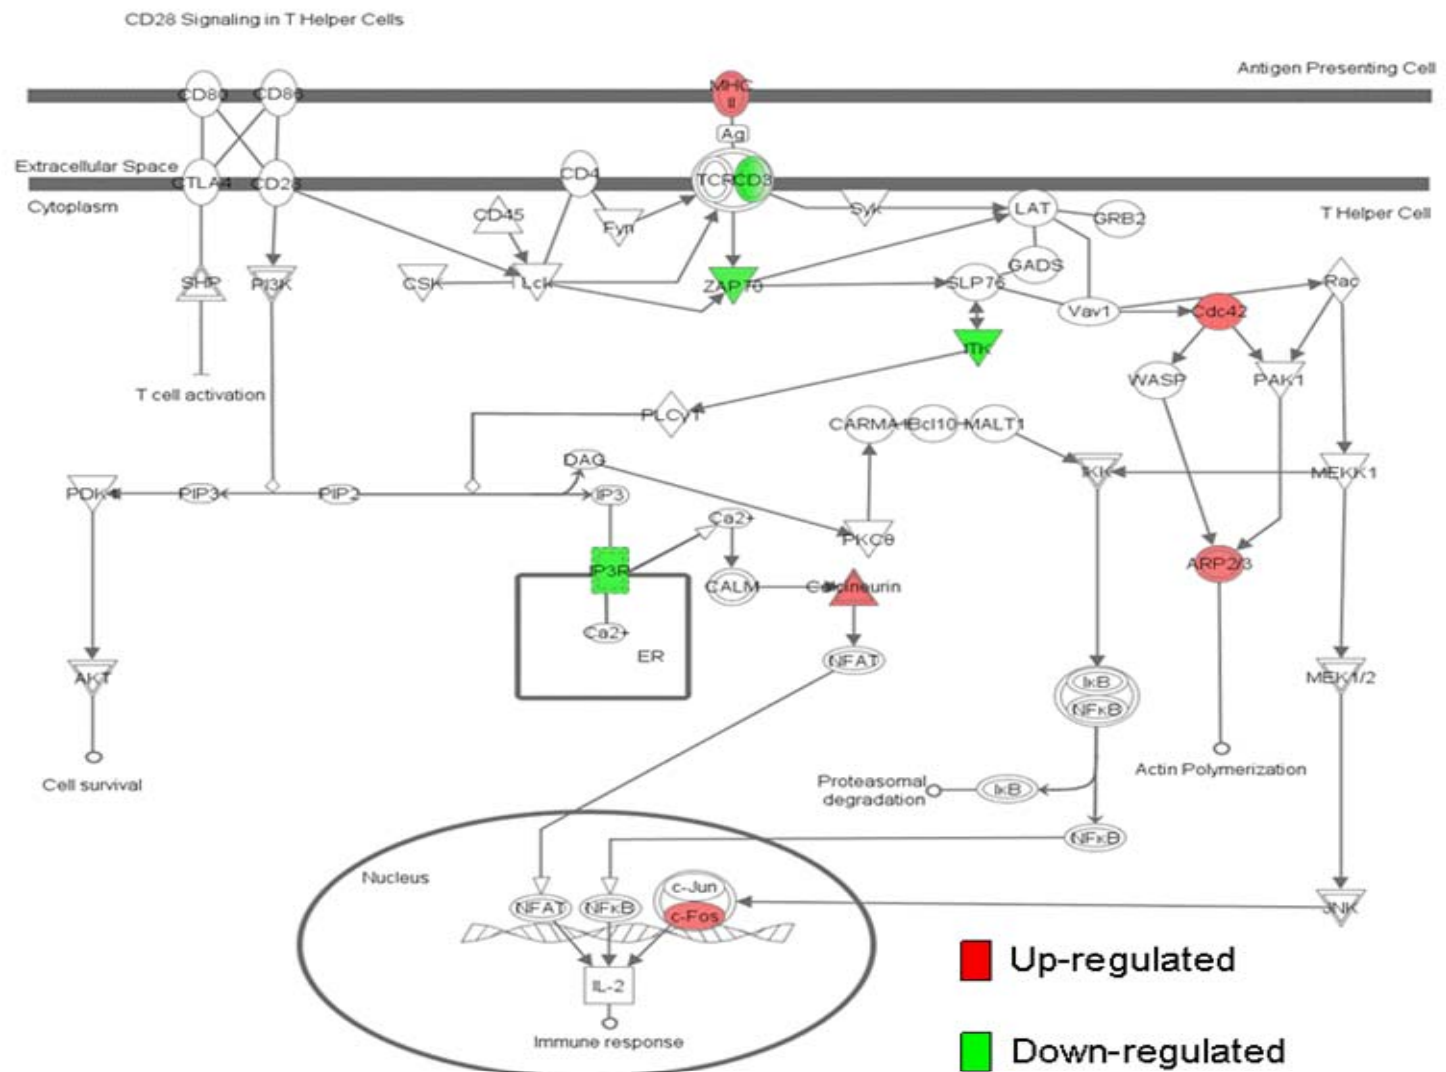 CD28 Signaling in T Helper Cells
Antigen Presenting Cell
CD80
CD86
MHC
II
Ag
Extracellular Space
CTLA4
CD28
CD4
TCR
CD3
Cytoplasm
T Helper Cell
CD45
Fyn
Syk
LAT
GRB2
SHP
PI3K
CSK
Lck
ZAP70
SLP76
GADS
Rac
Vav1
Cdc42
ITK
WASP
PAK1
T cell activation
PLCγ1
CARMA1
Bcl10
MALT1
DAG
IKK
MEKK1
PDK1
PIP3
PIP2
IP3
Ca2+
PKCθ
IP3R
CALM
Calcineurin
ARP2/3
Ca2+
ER
NFAT
AKT
IκB
NFκB
MEK1/2
Cell survival
Actin Polymerization
Proteasomal
degradation
IκB
NFκB
Nucleus
NFAT
NFκB
c-Jun
c-Fos
JNK
IL-2
Immune response
Up-regulated
Down-regulated